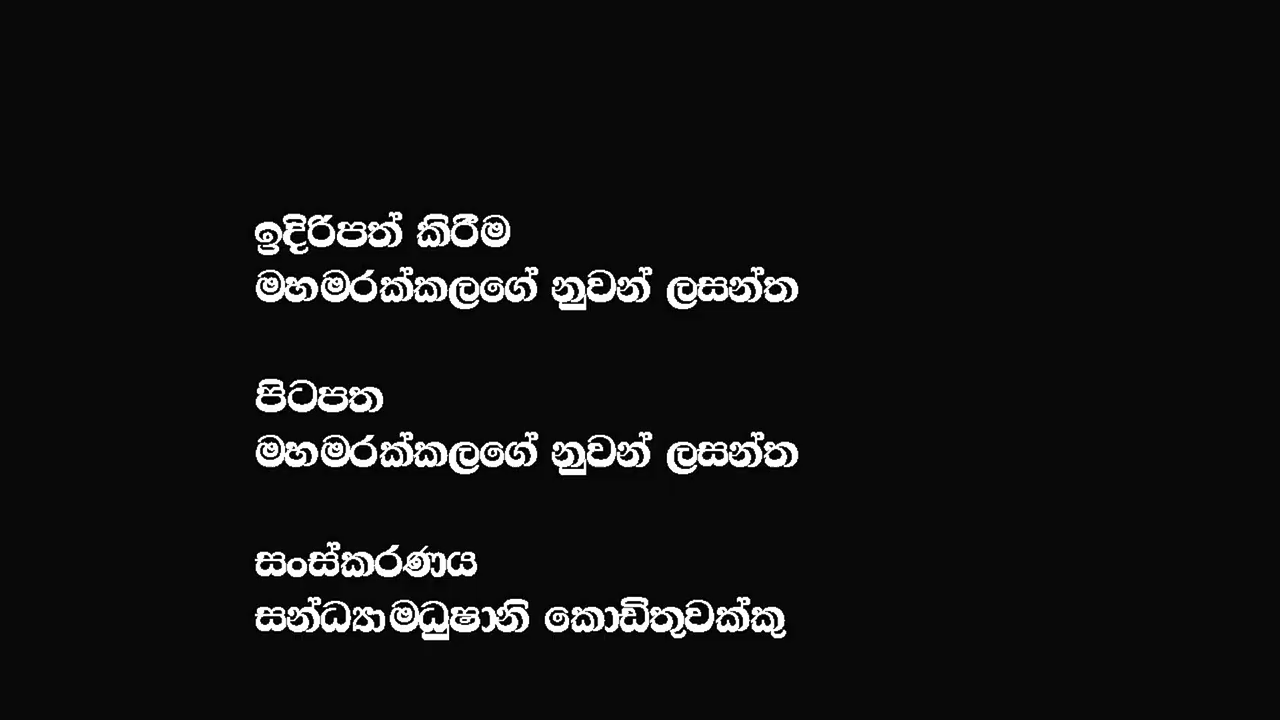 ඉදිරිපත් කිරීම
මහමරක්කලගේ නුවන් ලසන්ත
පිටපත
මහමරක්කලගේ නුවන් ලසන්ත
සංස්කරණය
සන්ධ්‍යාමධුෂානි කොඩිතුවක්කු